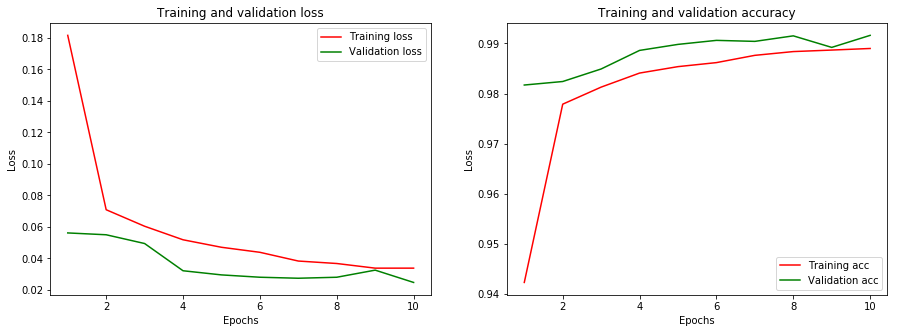 Training and validation loss
Training loss
Validation loss
Loss
0.18
0.16
0.14
0.12
0.10
0.08
0.06
0.04
0.02
2
4
6
8
10
Epochs
Training and validation accuracy
Loss
0.99
0.98
0.97
0.96
0.95
0.94
Training acc
Validation acc
2
4
6
8
10
Epochs